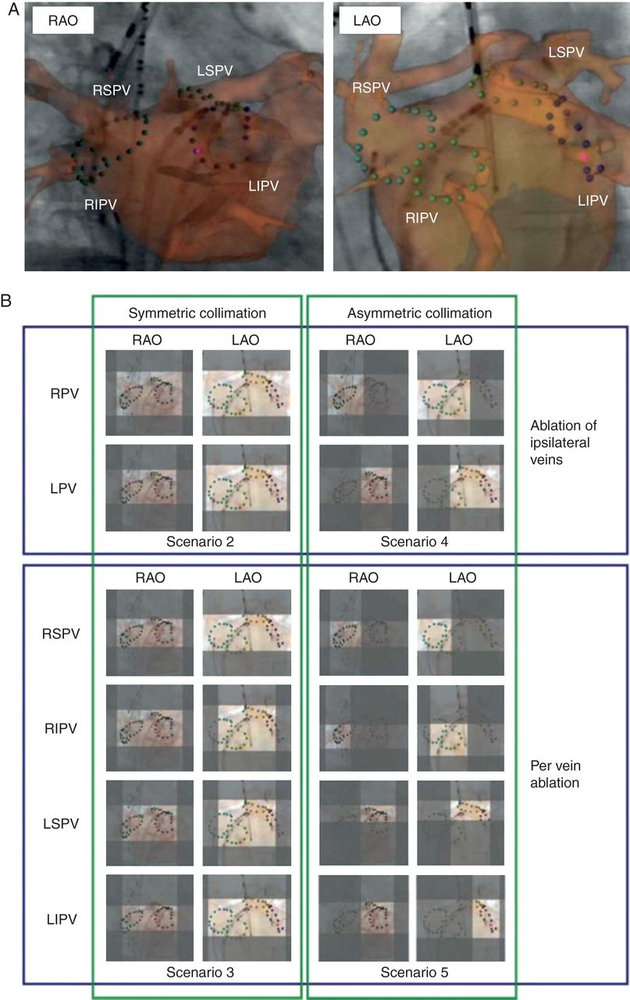 A
RAO
LAO
LSPV
RSPV
LIPV
RIPV
LSPV
RSPV
LIPV
RIPV
B
Symmetric collimation
Asymmetric collimation
RAO
LAO
RAO
LAO
RPV
LPV
Ablation of
ipsilateral
veins
Scenario 2
Scenario 4
RAO
LAO
RAO
LAO
RSPV
RIPV
LSPV
LIPV
Per vein
ablation
Scenario 3
Scenario 5